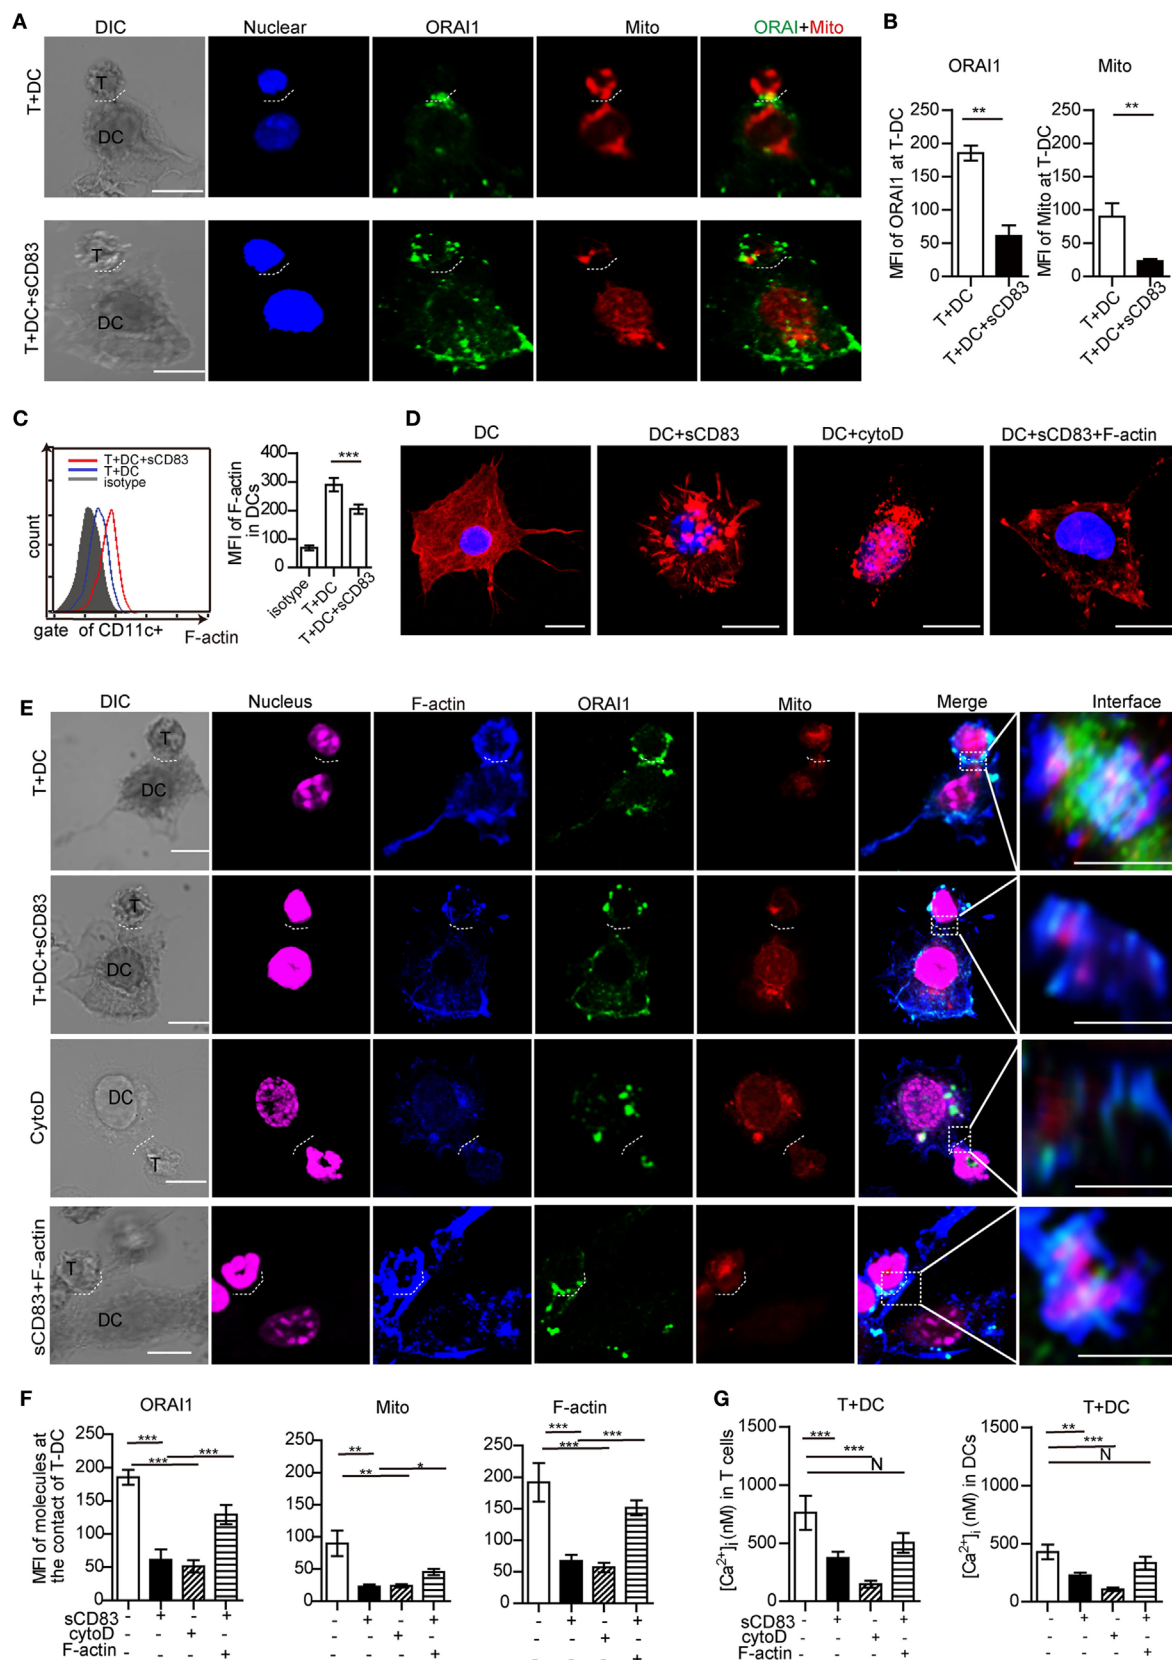 A
DIC Nuclear ORAI1 Mito ORAI+Mito
T+DC
T
DC
T+DC+sCD83
T
DC
B
ORAI1 Mito
MFI of ORAI1 at T-DC
250
200
150
100
50
0
**
T+DC
T+DC+sCD83
MFI of Mito at T-DC
250
200
150
100
50
0
**
T+DC
T+DC+sCD83
C
T+DC+sCD83
T+DC
isotype
count
gate of CD11c+ F-actin
MFI of F-actin
in DCs
400
300
200
100
0
***
isotype
T+DC
T+DC+sCD83
D
DC DC+sCD83 DC+cytoD DC+sCD83+F-actin
E
DIC Nucleus F-actin ORAI1 Mito Merge Interface
T+DC
T
DC
T+DC+sCD83
T
DC
CytoD
DC
T
sCD83+F-actin
T
DC
F
ORAI1 Mito F-actin
MFI of molecules at
the contact of T-DC
250
200
150
100
50
0
***
***
***
250
200
150
100
50
0
**
*
**
250
200
150
100
50
0
***
***
***
sCD83 - + - + - + - + - + - +
cytoD - - + - - - + - - - + -
F-actin - - - + - - - + - - - +
G
T+DC T+DC
[Ca2+]i (nM) in T cells
1500
1000
500
0
***
***
N
[Ca2+]i (nM) in DCs
1500
1000
500
0
**
***
N
sCD83 - + - + - + - +
cytoD - - + - - - + -
F-actin - - - + - - - +